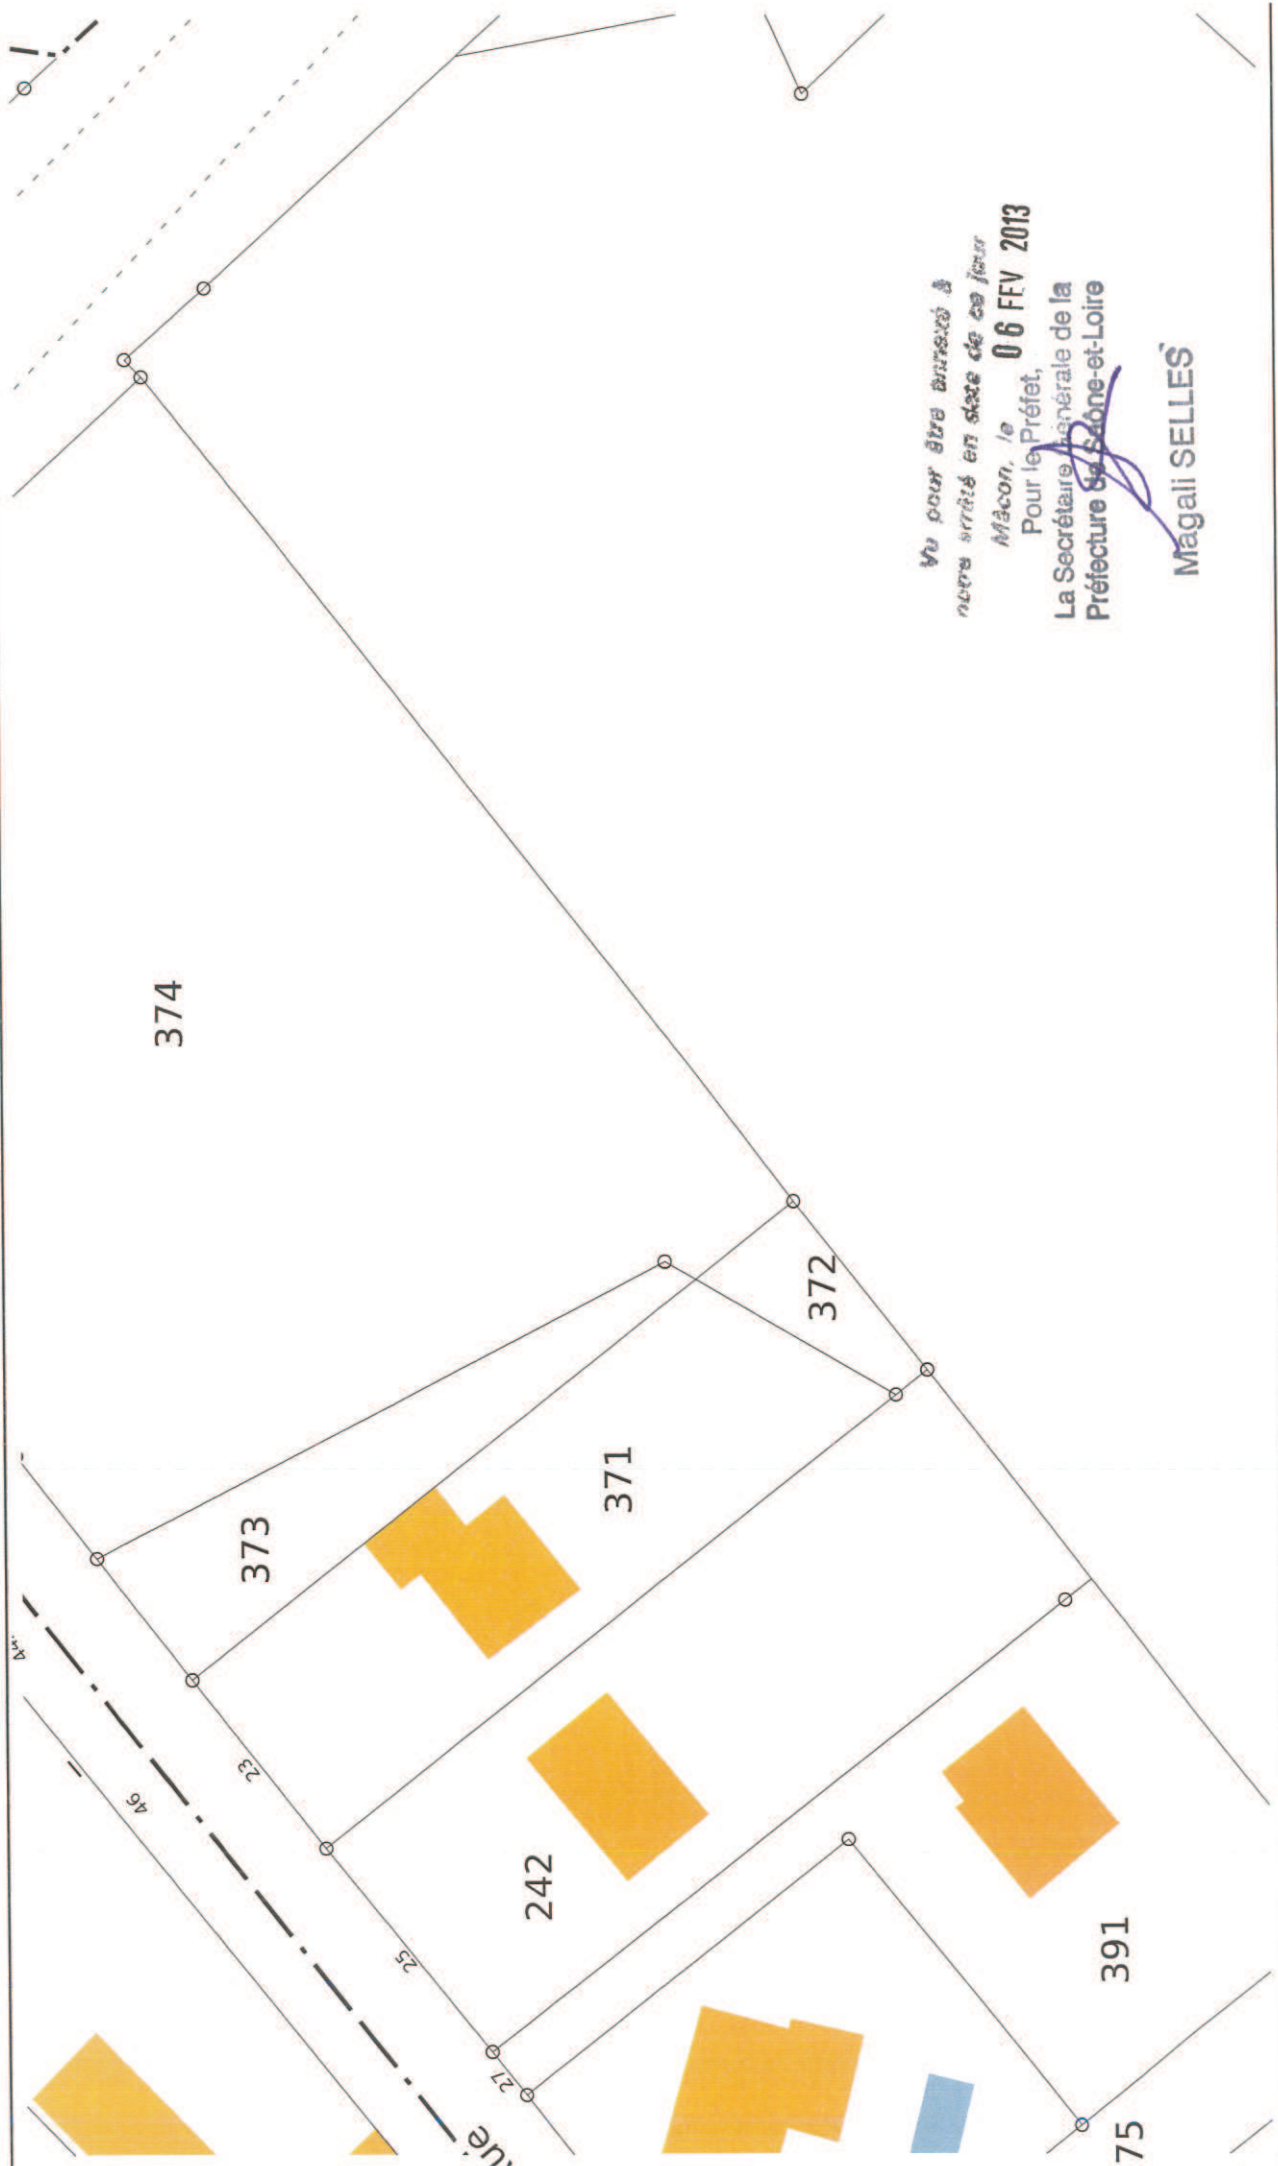 374
373
371
372
242
391
75
46
23
25
27
Vu pour être annexé à
notre arrêté en date de ce jour
Mâcon, le 06 FEV 2013
Pour le Préfet,
La Secrétaire Générale de la
Préfecture de Saône-et-Loire
Magali SELLES